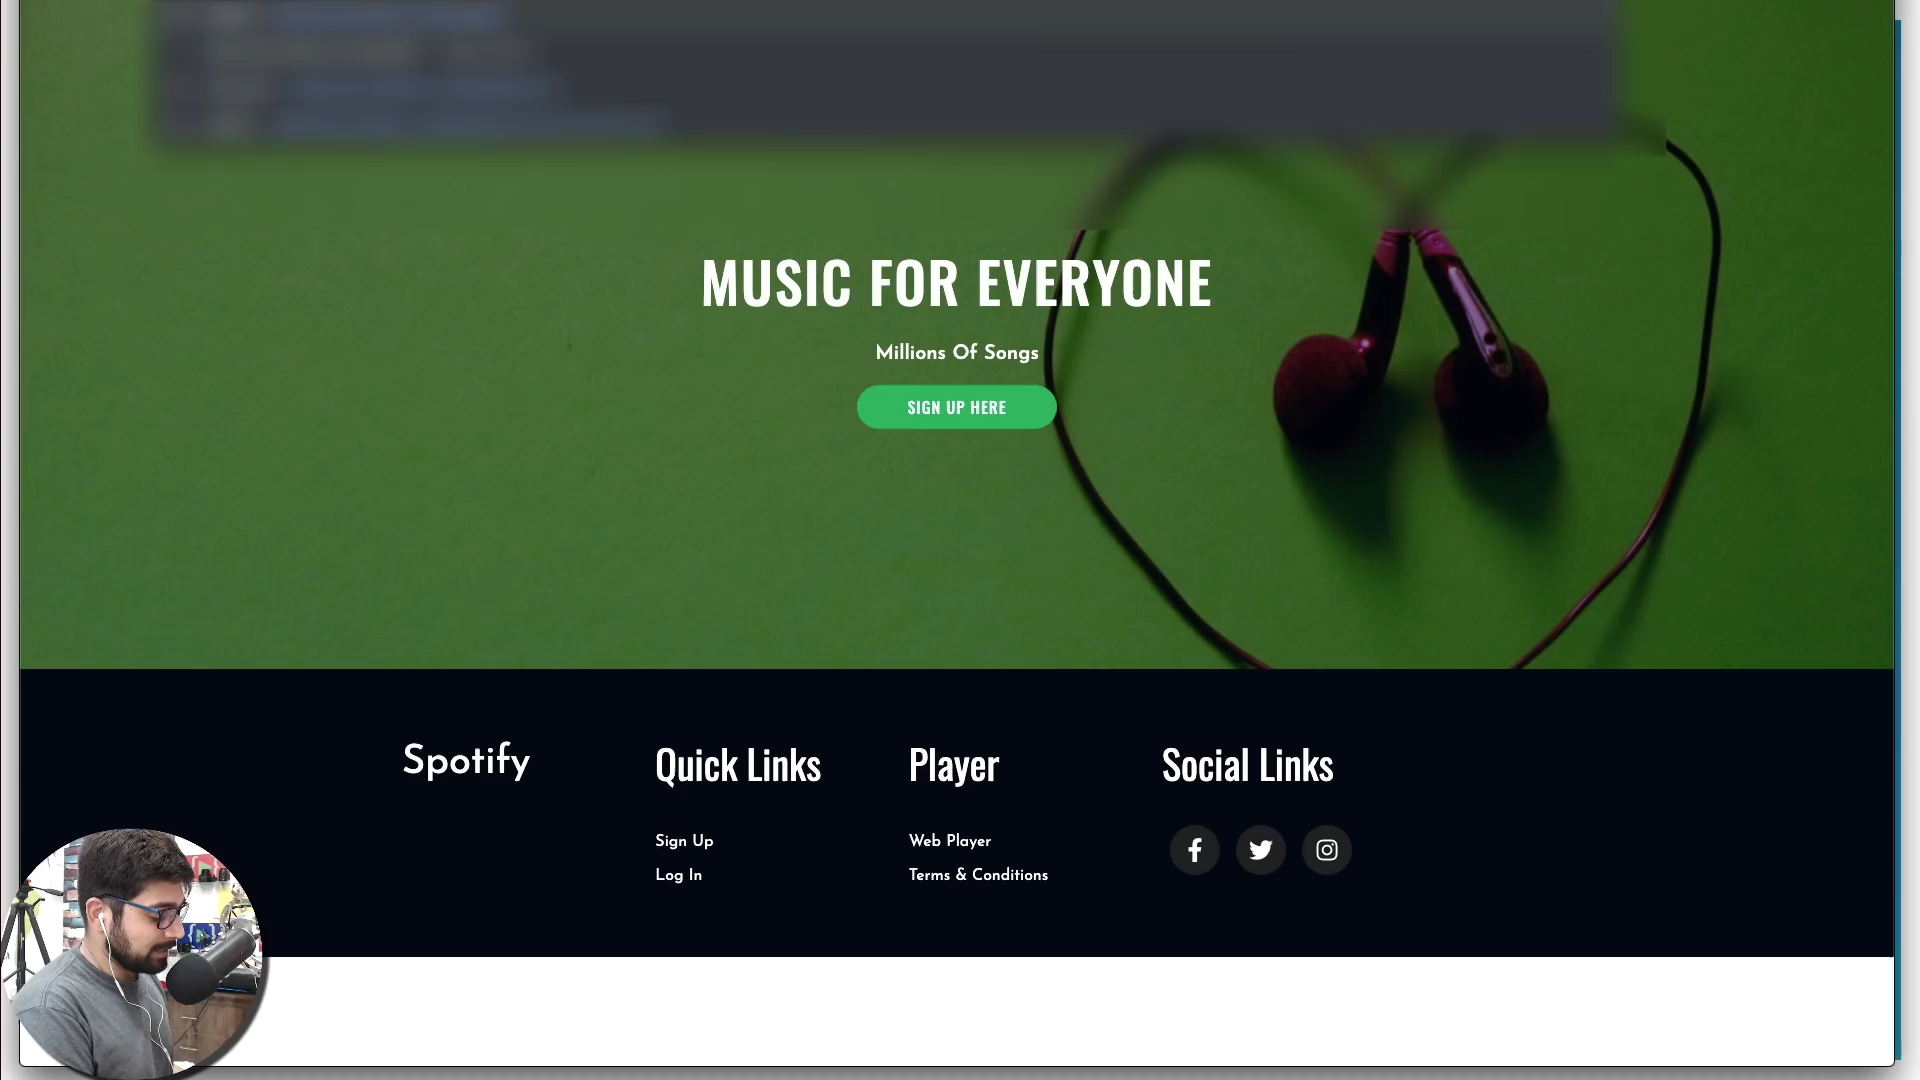 MUSIC FOR EVERYONE
Millions Of Songs
SIGN UP HERE
Spotify
Quick Links
Player
Social Links
Sign Up
Web Player
Log In
Terms & Conditions